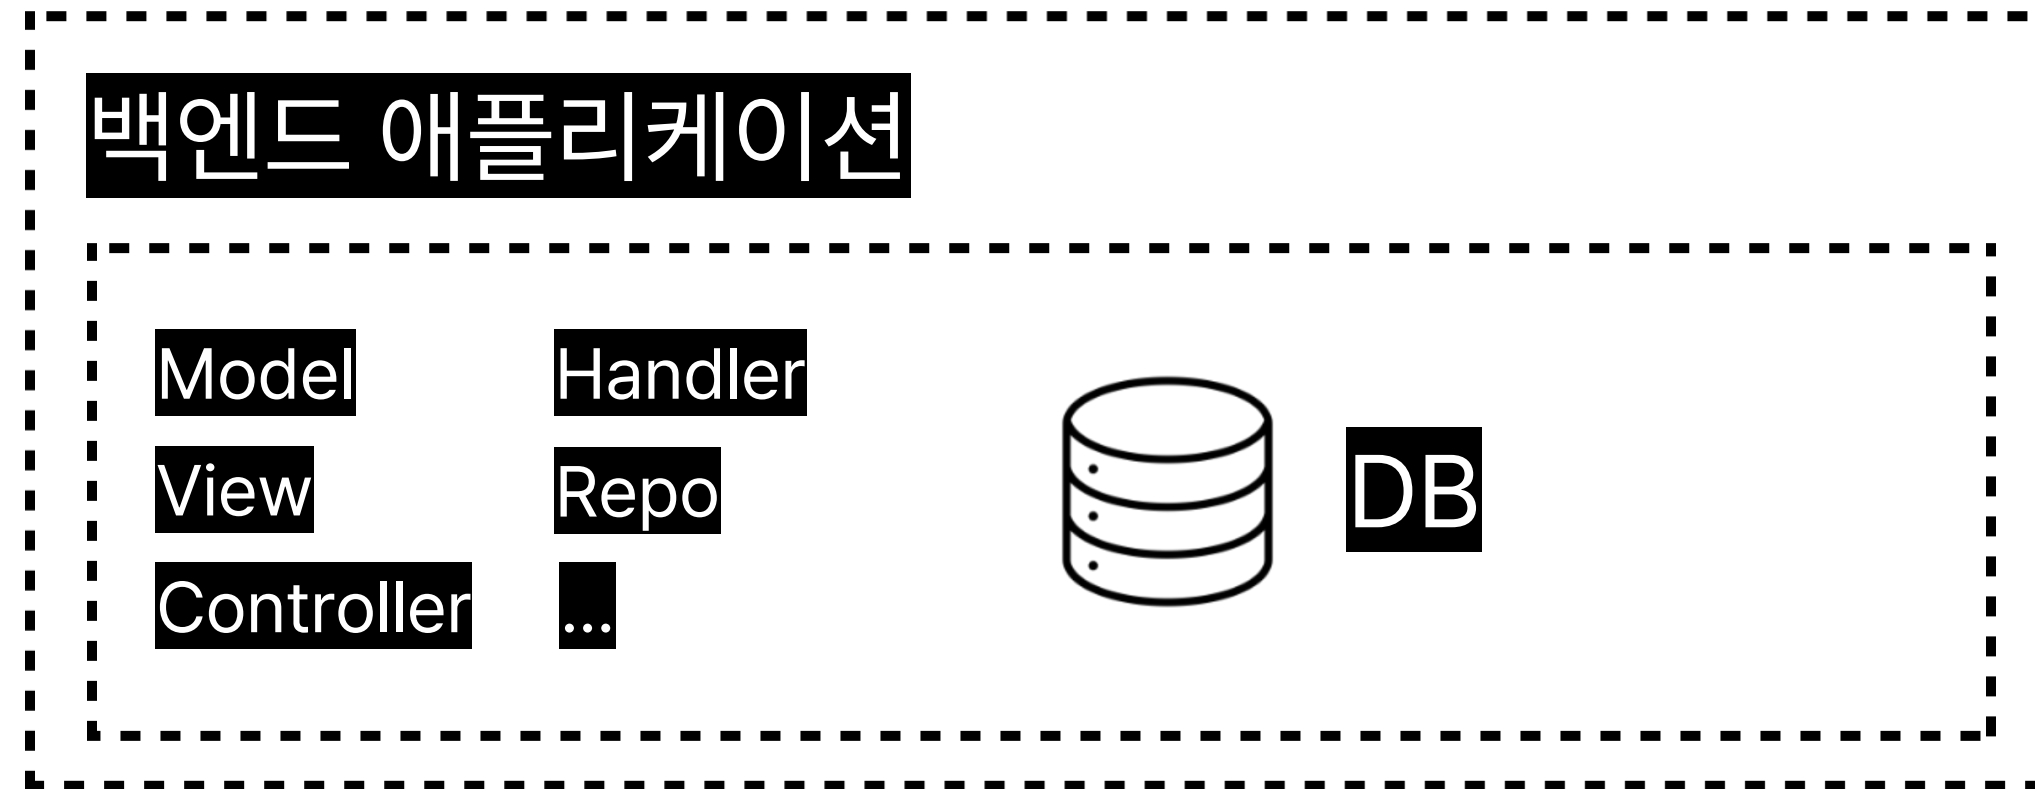 백엔드 애플리케이션
Model
View
Controller
Handler
Repo
...
DB